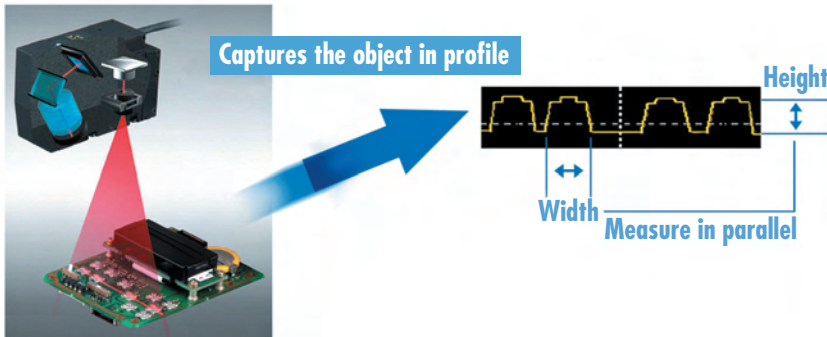 Captures the object in profile
Height
Width
Measure in parallel